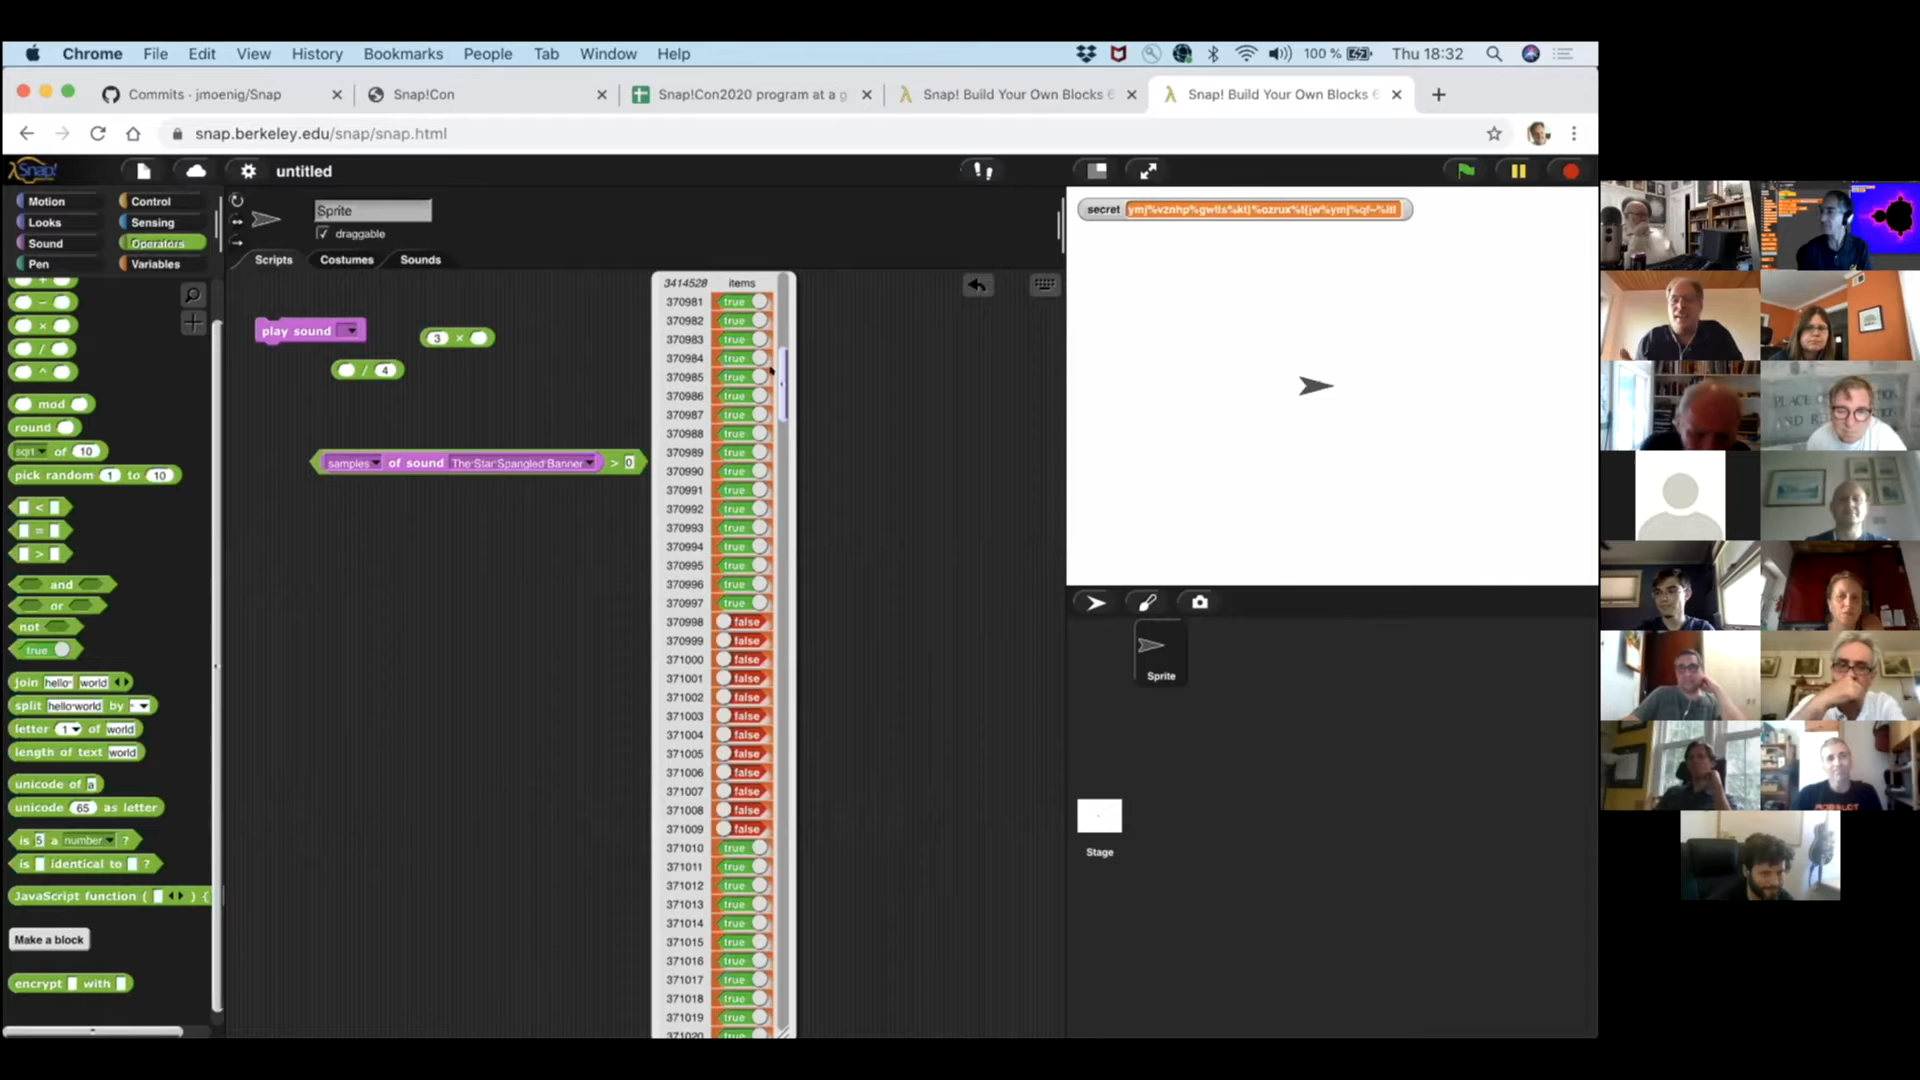 Chrome File Edit View History Bookmarks People Tab Window Help 100 % Thu 18:32
Commits · jmoenig/Snap Snap!Con Snap!Con2020 program at a g Snap! Build Your Own Blocks Snap! Build Your Own Blocks
snap.berkeley.edu/snap/snap.html
Snap! untitled
Motion Control
Looks Sensing
Sound Operators
Pen Variables
Sprite
draggable
Scripts Costumes Sounds
+
−
×
/
^
mod
round
sqrt of 10
pick random 1 to 10
<
=
>
and
or
not
true
join hello world
split hello world by
letter 1 of world
length of text world
unicode of a
unicode 65 as letter
is 5 a number ?
is identical to ?
JavaScript function ( ) {
Make a block
encrypt with
play sound
3 ×
/ 4
samples of sound The Star Spangled Banner > 0
3414528 items
370981 true
370982 true
370983 true
370984 true
370985 true
370986 true
370987 true
370988 true
370989 true
370990 true
370991 true
370992 true
370993 true
370994 true
370995 true
370996 true
370997 true
370998 false
370999 false
371000 false
371001 false
371002 false
371003 false
371004 false
371005 false
371006 false
371007 false
371008 false
371009 false
371010 true
371011 true
371012 true
371013 true
371014 true
371015 true
371016 true
371017 true
371018 true
371019 true
371020 true
secret
Sprite
Stage